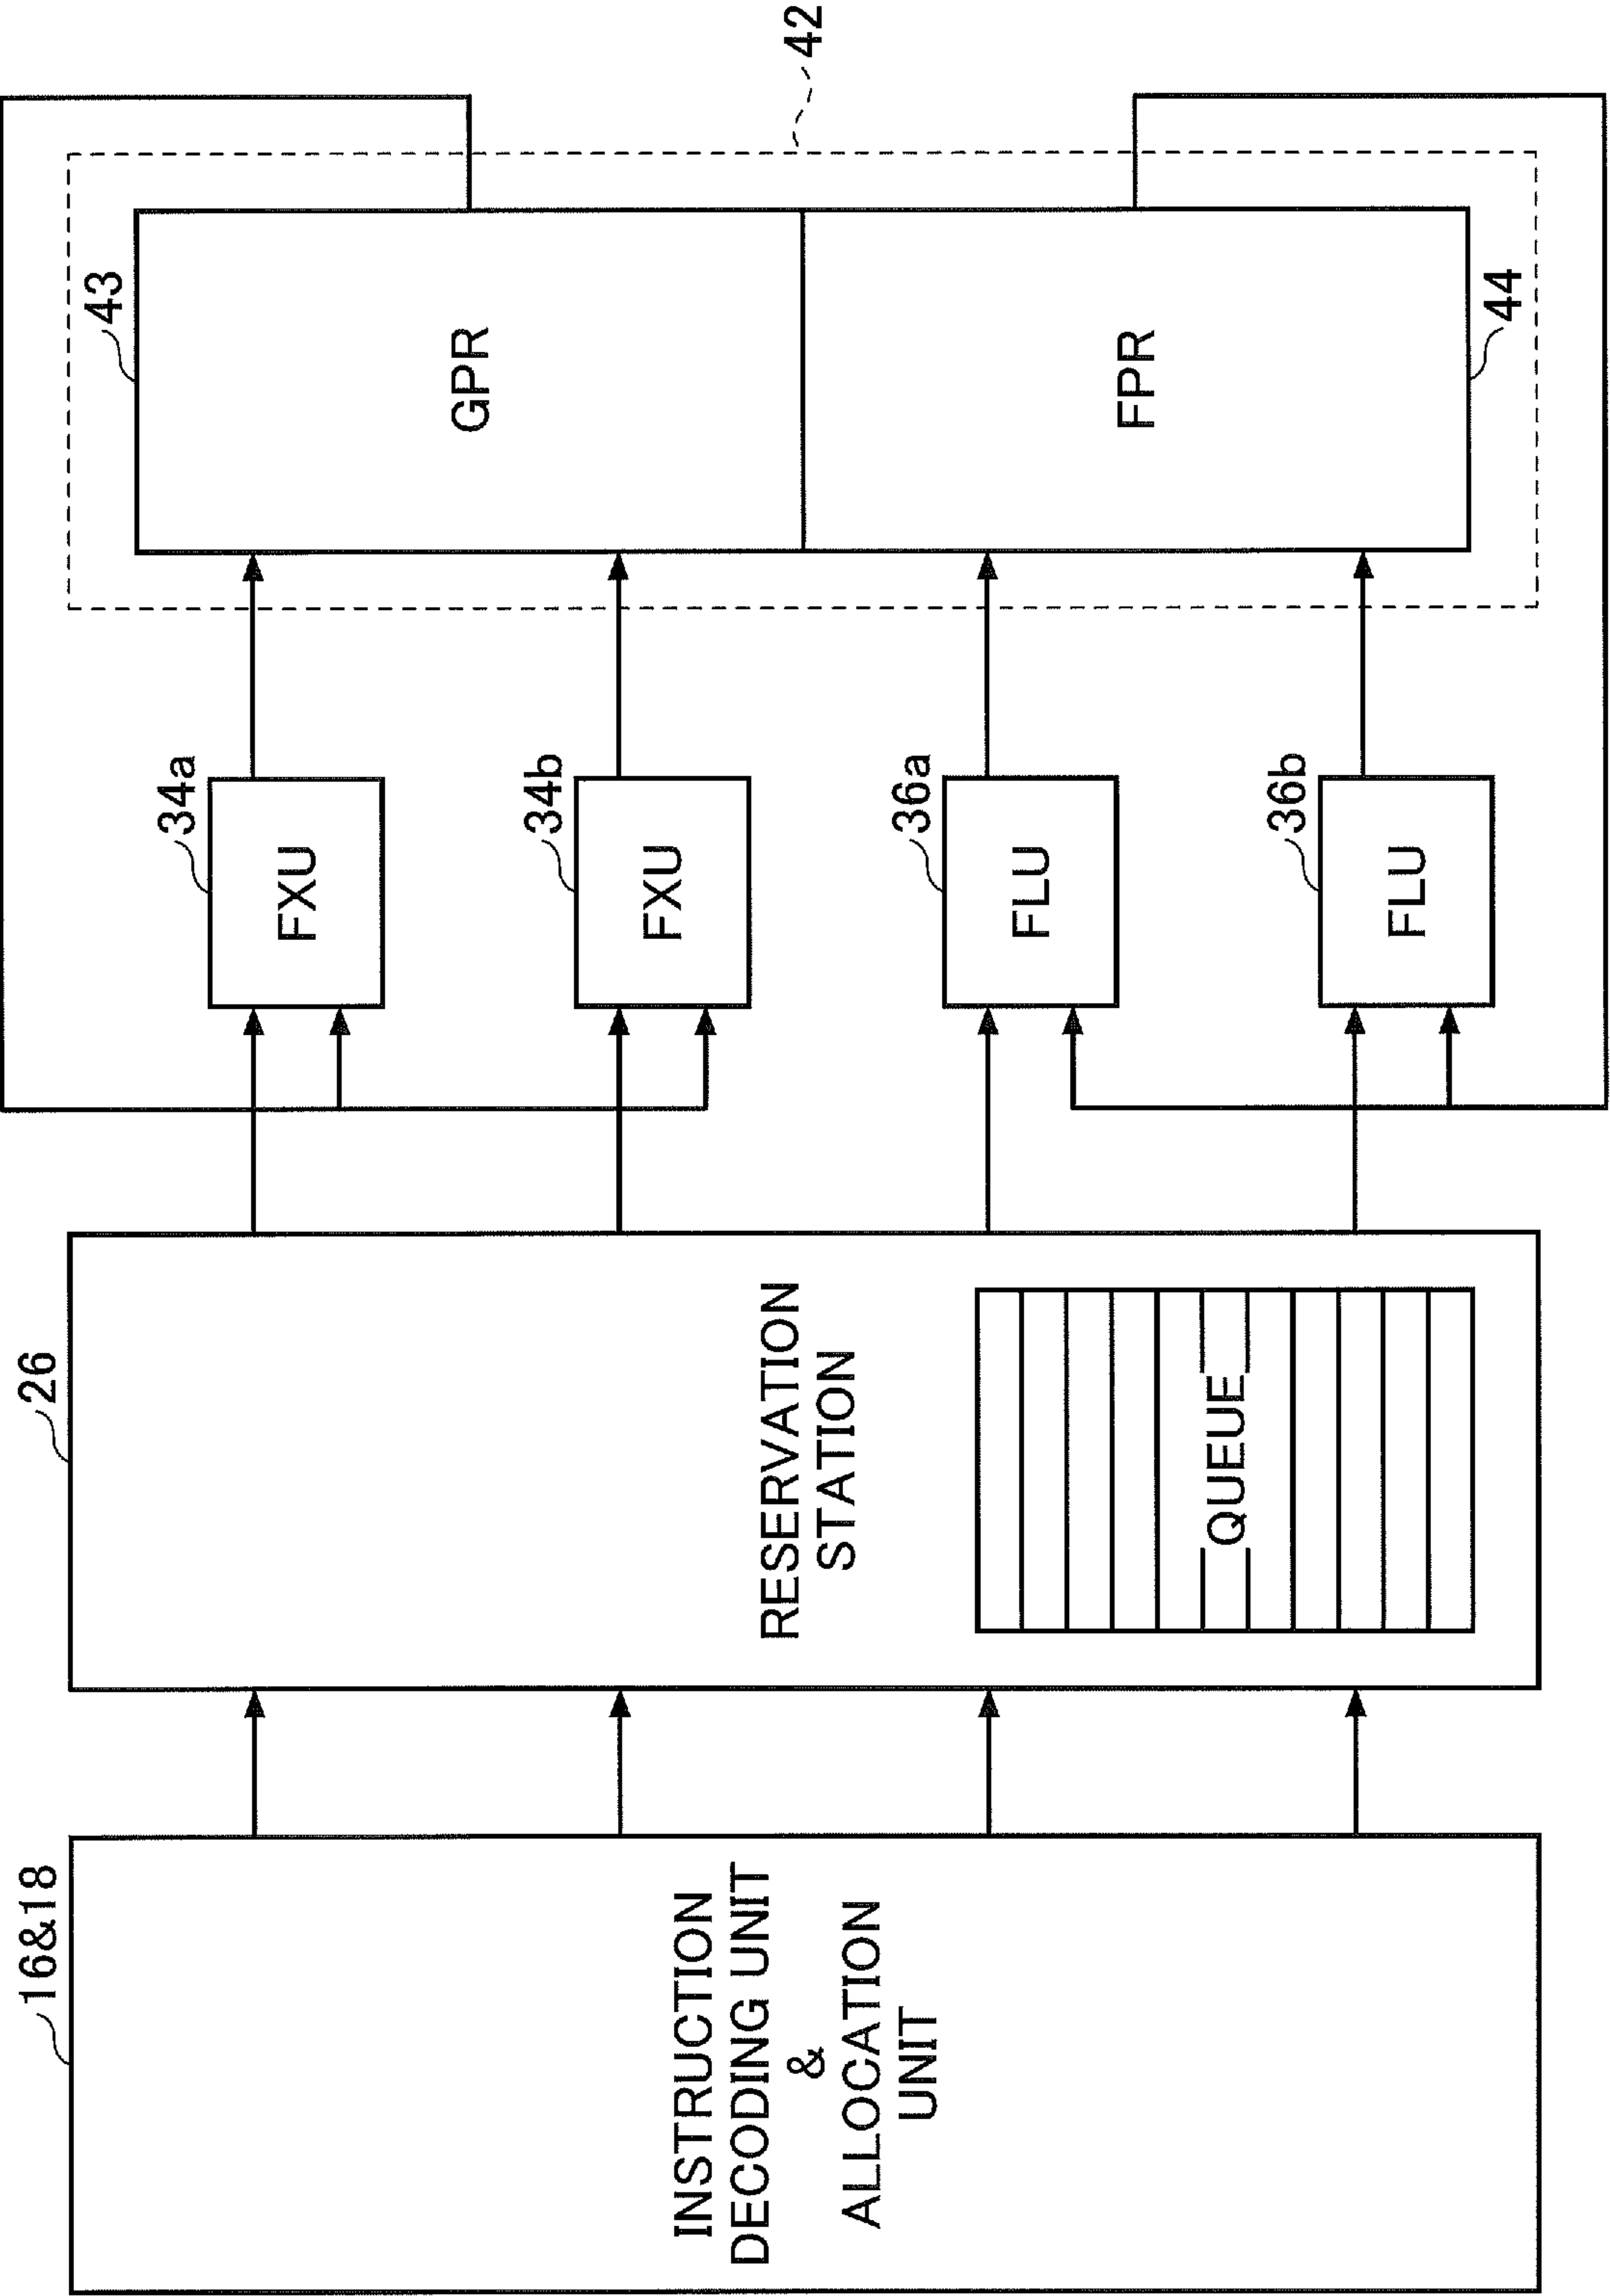 16&18
INSTRUCTION
DECODING UNIT
&
ALLOCATION
UNIT
26
RESERVATION
STATION
QUEUE
34a
FXU
34b
FXU
36a
FLU
36b
FLU
42
43
GPR
FPR
44